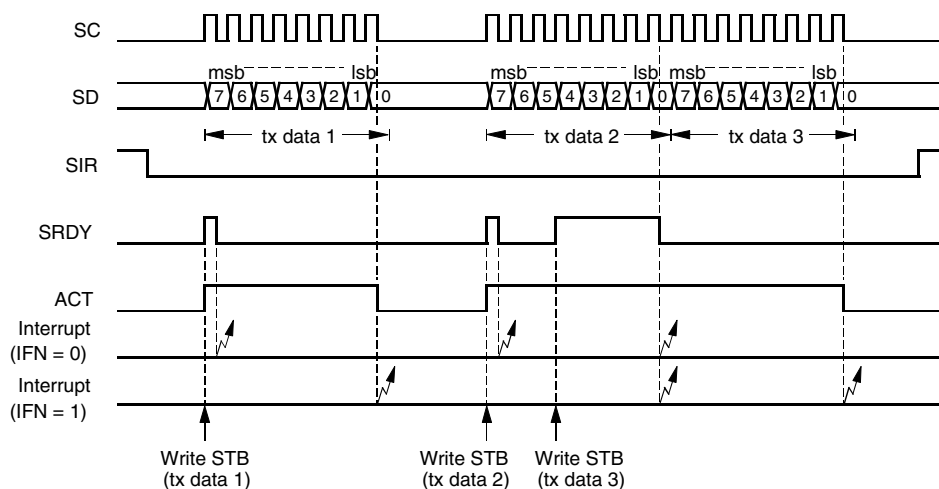 SC
msb lsb msb lsb
SD 7 6 5 4 3 2 1 0 7 6 5 4 3 2 1 0 7 6 5 4 3 2 1 0
tx data 1 tx data 2 tx data 3
SIR
SRDY
ACT
Interrupt
(IFN = 0)
Interrupt
(IFN = 1)
Write STB Write STB Write STB
(tx data 1) (tx data 2) (tx data 3)